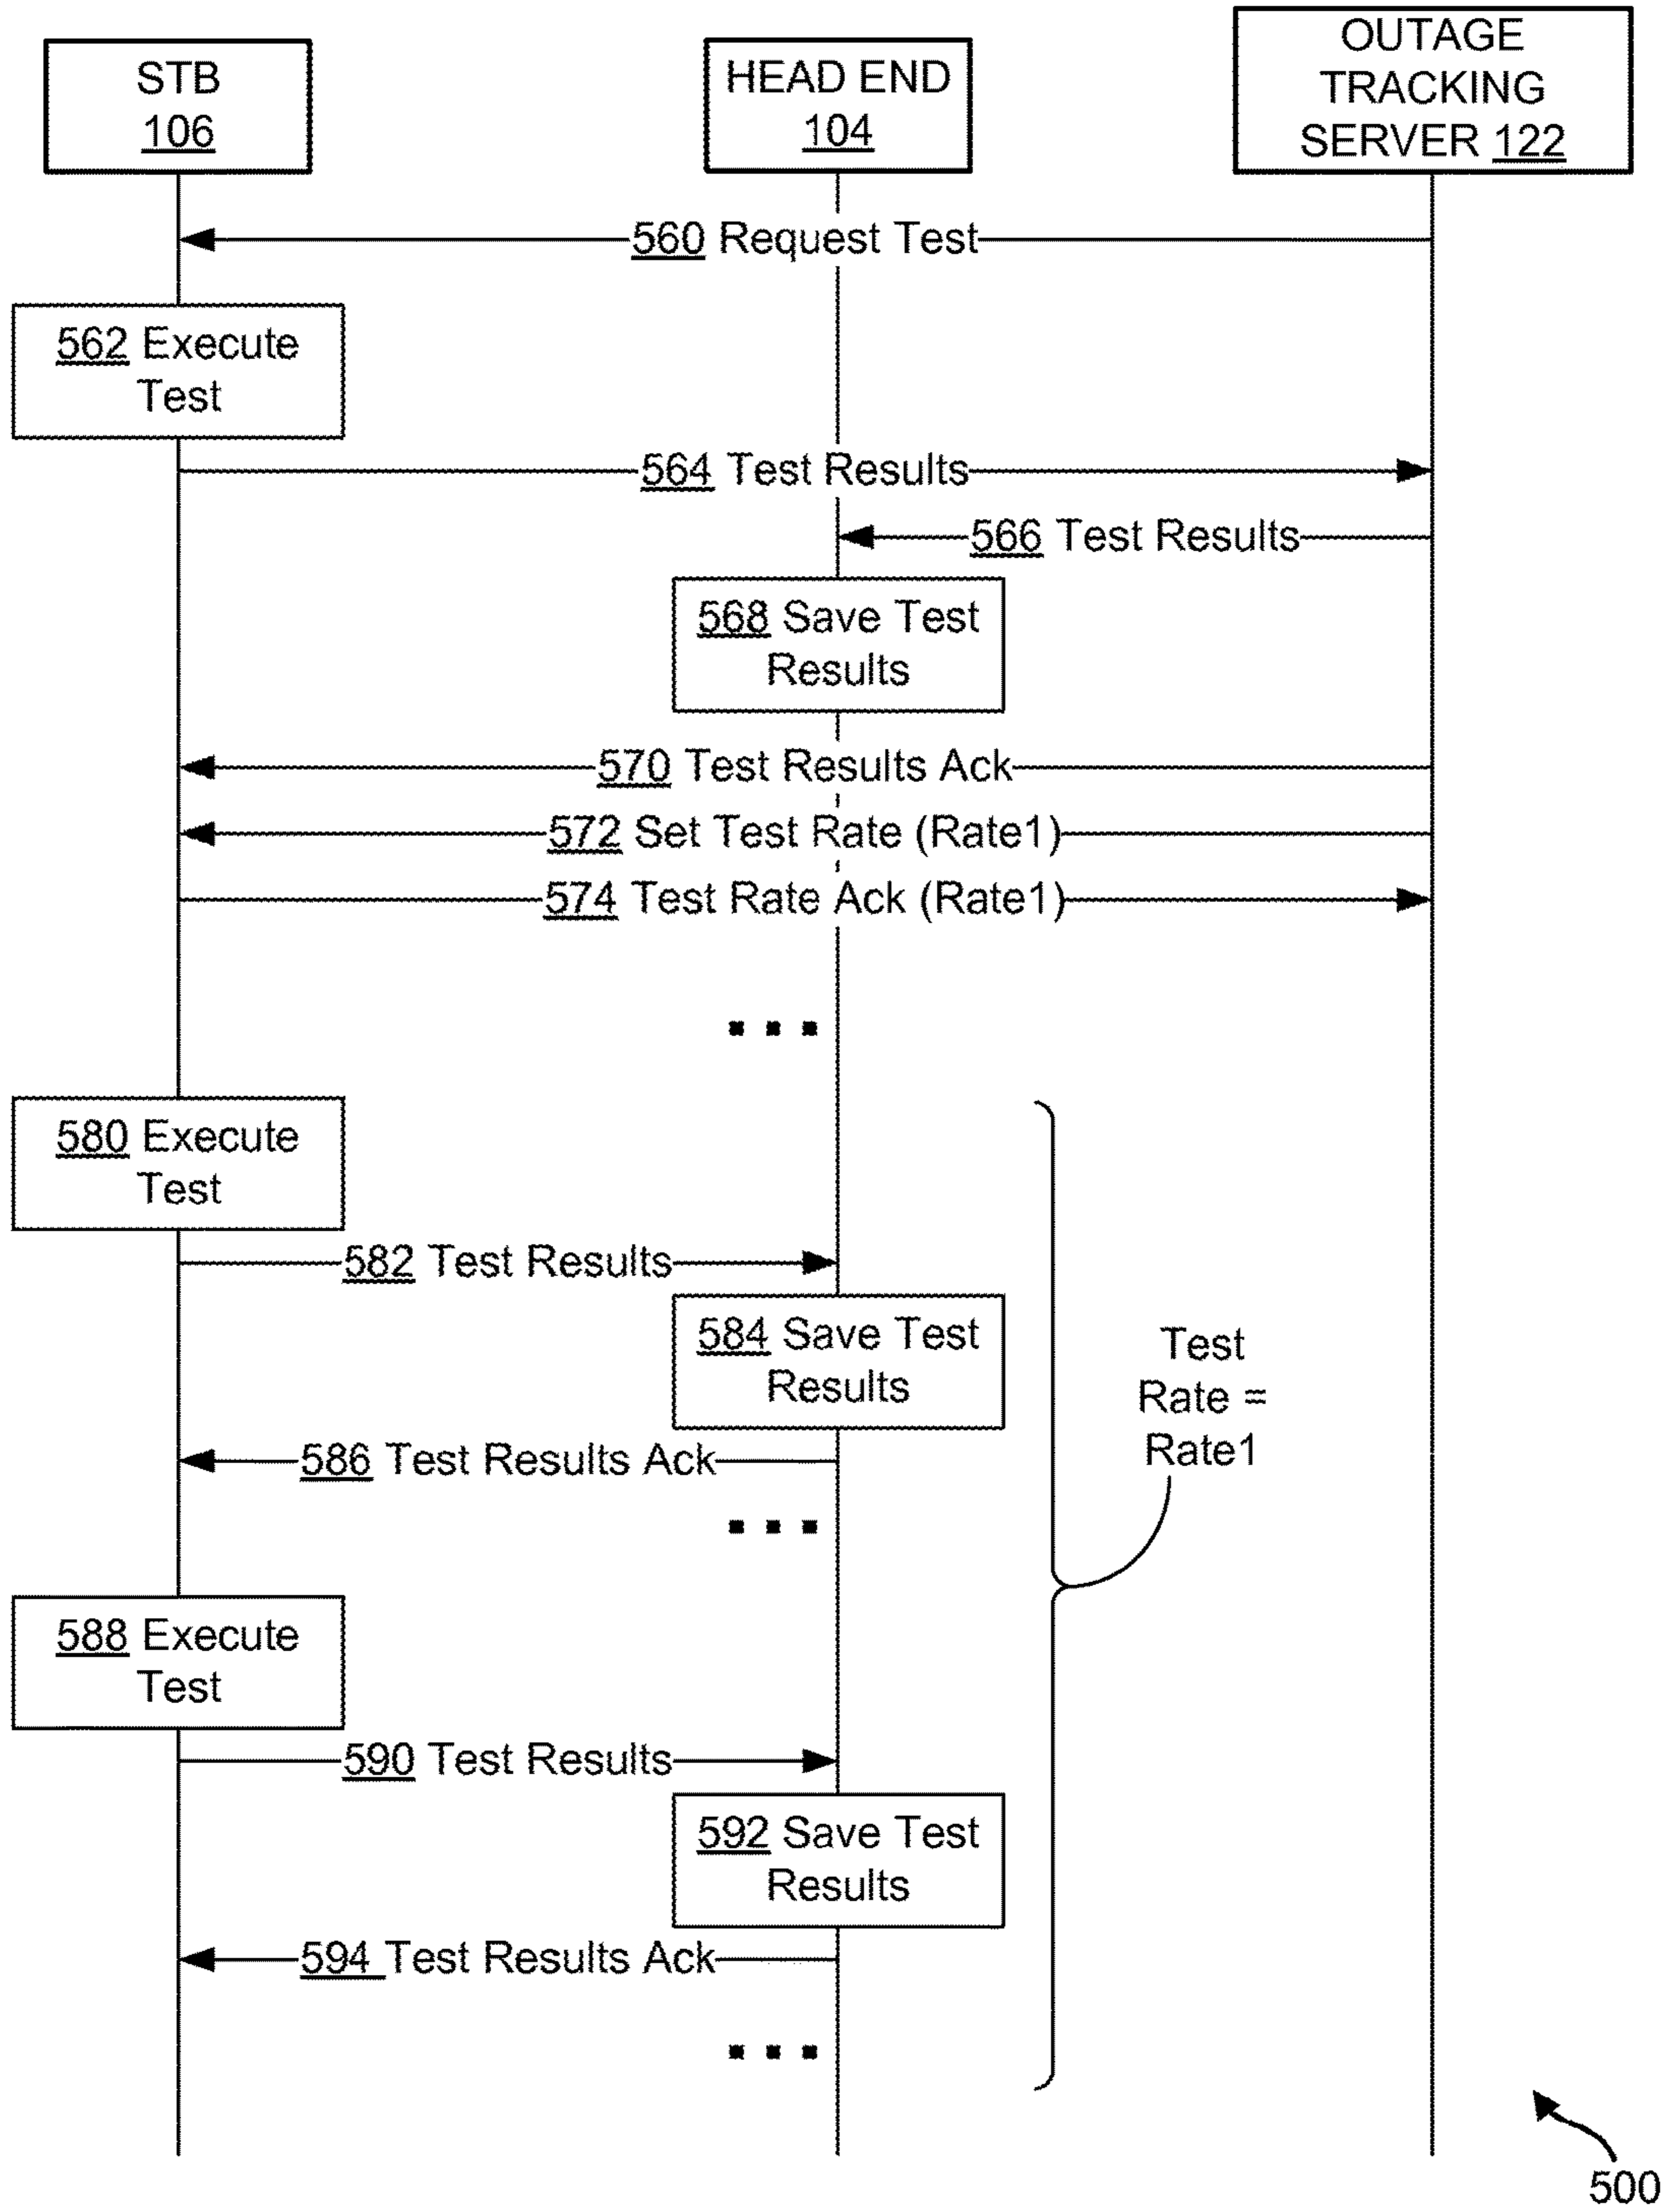 STB
106
HEAD END
104
OUTAGE
TRACKING
SERVER 122
560 Request Test
562 Execute
Test
564 Test Results
566 Test Results
568 Save Test
Results
570 Test Results Ack
572 Set Test Rate (Rate1)
574 Test Rate Ack (Rate1)
...
580 Execute
Test
582 Test Results
584 Save Test
Results
Test
Rate =
Rate1
586 Test Results Ack
...
588 Execute
Test
590 Test Results
592 Save Test
Results
594 Test Results Ack
...
500